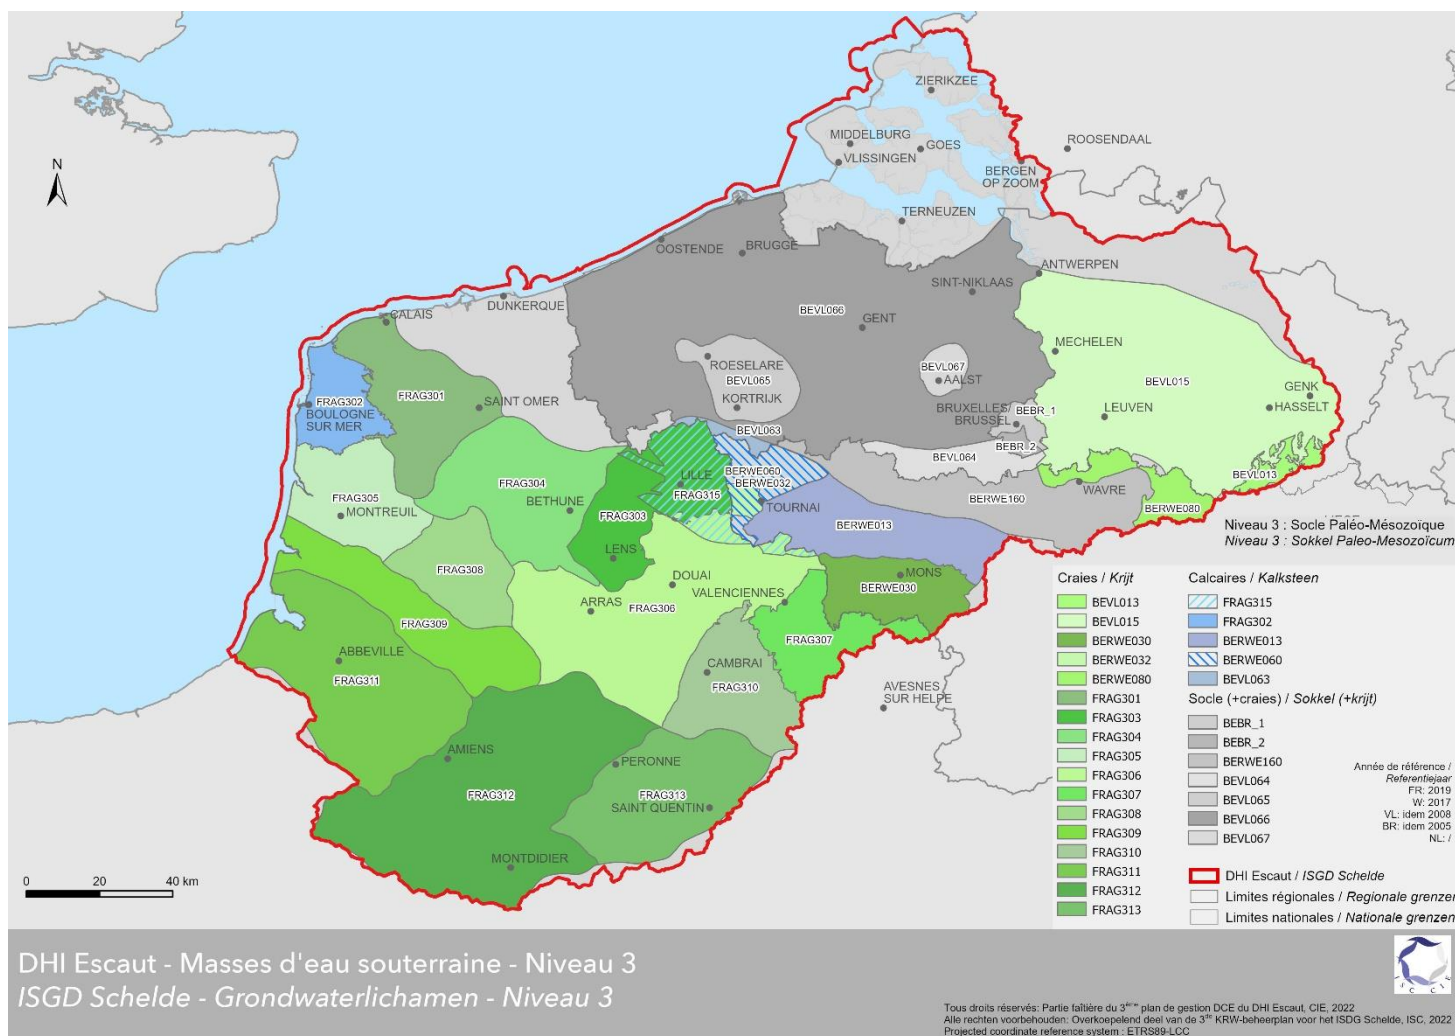 ZIERIKZEE
MIDDELBURG
GOES
VLISSINGEN
ROOSENDAAL
BERGEN
OP ZOOM
N
TERNEUZEN
OOSTENDE
BRUGGE
ANTWERPEN
SINT-NIKLAAS
DUNKERQUE
CALAIS
BEVL066
GENT
MECHELEN
ROESELARE
BEVL065
BEVL067
AALST
BEVL015
GENK
HASSELT
FRAG302
BOULOGNE
SUR MER
FRAG301
SAINT OMER
KORTRIJK
BRUXELLES/
BRUSSEL
BEBR_1
LEUVEN
BEVL063
BEBR_2
BEVL064
LILLE
BERWE060
BERWE032
BEVL013
FRAG304
FRAG305
MONTREUIL
BETHUNE
FRAG303
FRAG315
TOURNAI
BERWE160
WAVRE
BERWE080
BERWE013
LENS
FRAG308
DOUAI
VALENCIENNES
MONS
BERWE030
ARRAS
FRAG306
FRAG309
FRAG307
ABBEVILLE
FRAG311
CAMBRAI
FRAG310
AVESNES
SUR HELPE
AMIENS
PERONNE
FRAG312
FRAG313
SAINT QUENTIN
MONTDIDIER
0 20 40 km
Niveau 3 : Socle Paléo-Mésozoïque
Niveau 3 : Sokkel Paleo-Mesozoïcum
Craies / Krijt
BEVL013
BEVL015
BERWE030
BERWE032
BERWE080
FRAG301
FRAG303
FRAG304
FRAG305
FRAG306
FRAG307
FRAG308
FRAG309
FRAG310
FRAG311
FRAG312
FRAG313
Calcaires / Kalksteen
FRAG315
FRAG302
BERWE013
BERWE060
BEVL063
Socle (+craies) / Sokkel (+krijt)
BEBR_1
BEBR_2
BERWE160
BEVL064
BEVL065
BEVL066
BEVL067
Année de référence /
Referentiejaar
FR: 2019
W: 2017
VL: idem 2008
BR: idem 2005
NL: /
DHI Escaut / ISGD Schelde
Limites régionales / Regionale grenzen
Limites nationales / Nationale grenzen
DHI Escaut - Masses d'eau souterraine - Niveau 3
ISGD Schelde - Grondwaterlichamen - Niveau 3
Tous droits réservés: Partie faîtière du 3ème plan de gestion DCE du DHI Escaut, CIE, 2022
Alle rechten voorbehouden: Overkoepelend deel van de 3de KRW-beheerplan voor het ISDG Schelde, ISC, 2022
Projected coordinate reference system : ETRS89-LCC